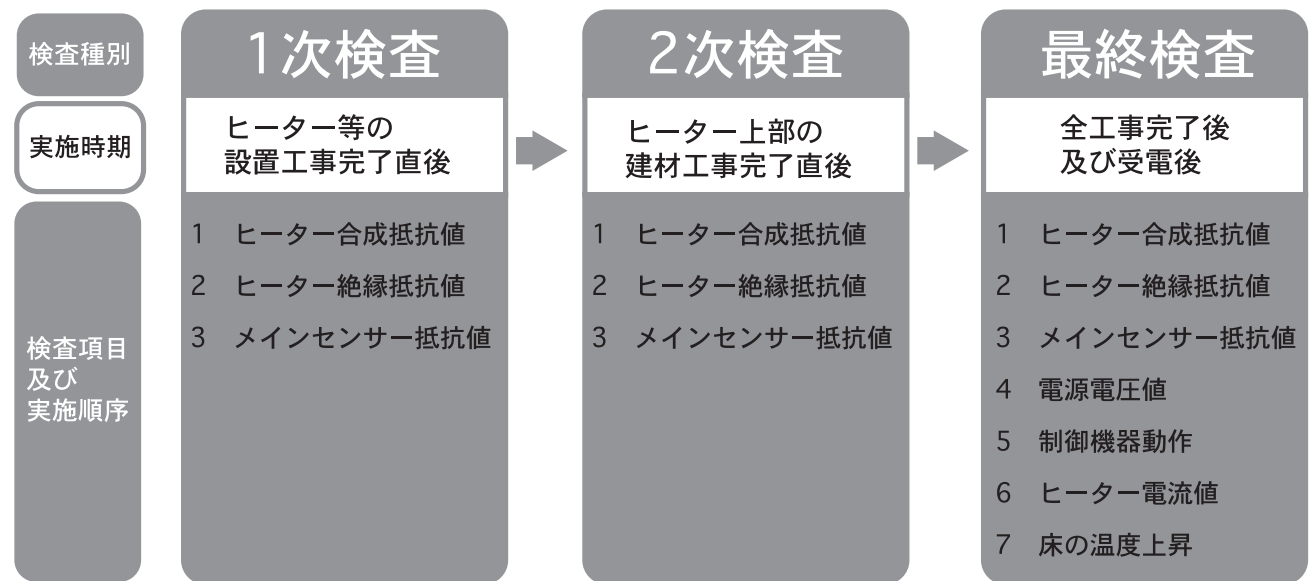 検査種別
実施時期
検査項目
及び
実施順序
1次検査
ヒーター等の
設置工事完了直後
1 ヒーター合成抵抗値
2 ヒーター絶縁抵抗値
3 メインセンサー抵抗値
2次検査
ヒーター上部の
建材工事完了直後
1 ヒーター合成抵抗値
2 ヒーター絶縁抵抗値
3 メインセンサー抵抗値
最終検査
全工事完了後
及び受電後
1 ヒーター合成抵抗値
2 ヒーター絶縁抵抗値
3 メインセンサー抵抗値
4 電源電圧値
5 制御機器動作
6 ヒーター電流値
7 床の温度上昇